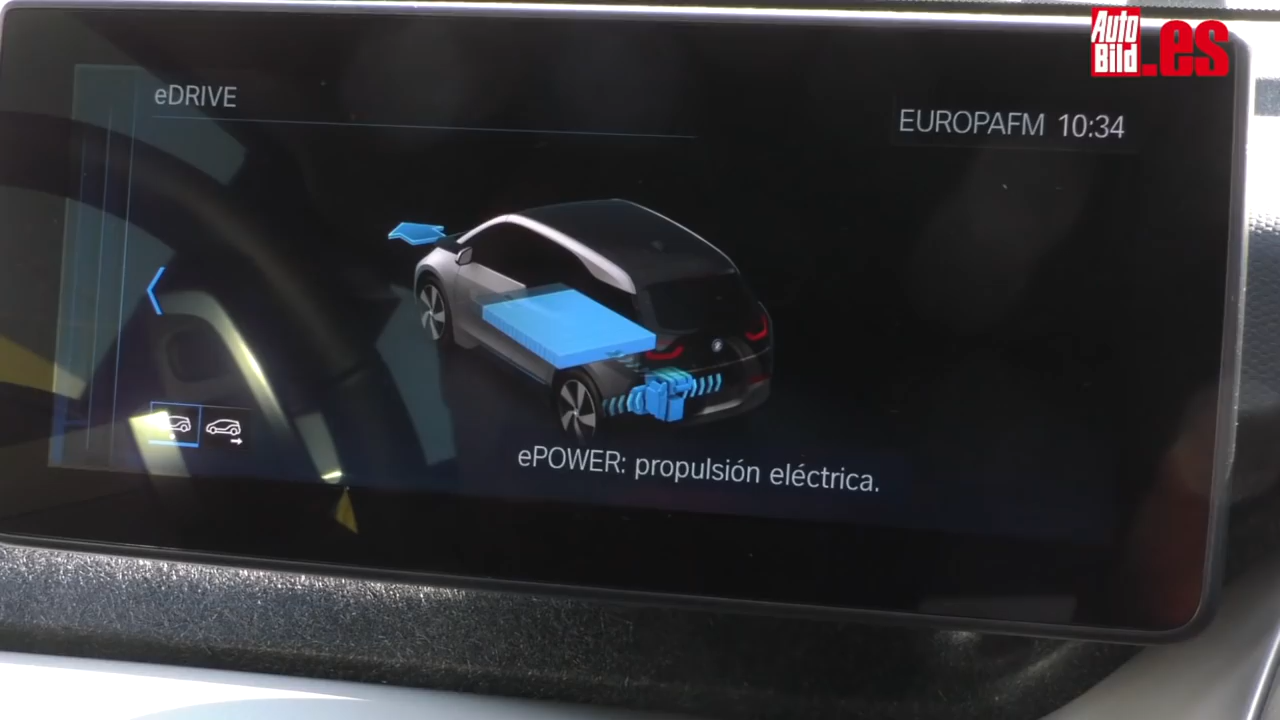 Auto
Bild
.es
eDRIVE
EUROPAFM 10:34
ePOWER: propulsión eléctrica.